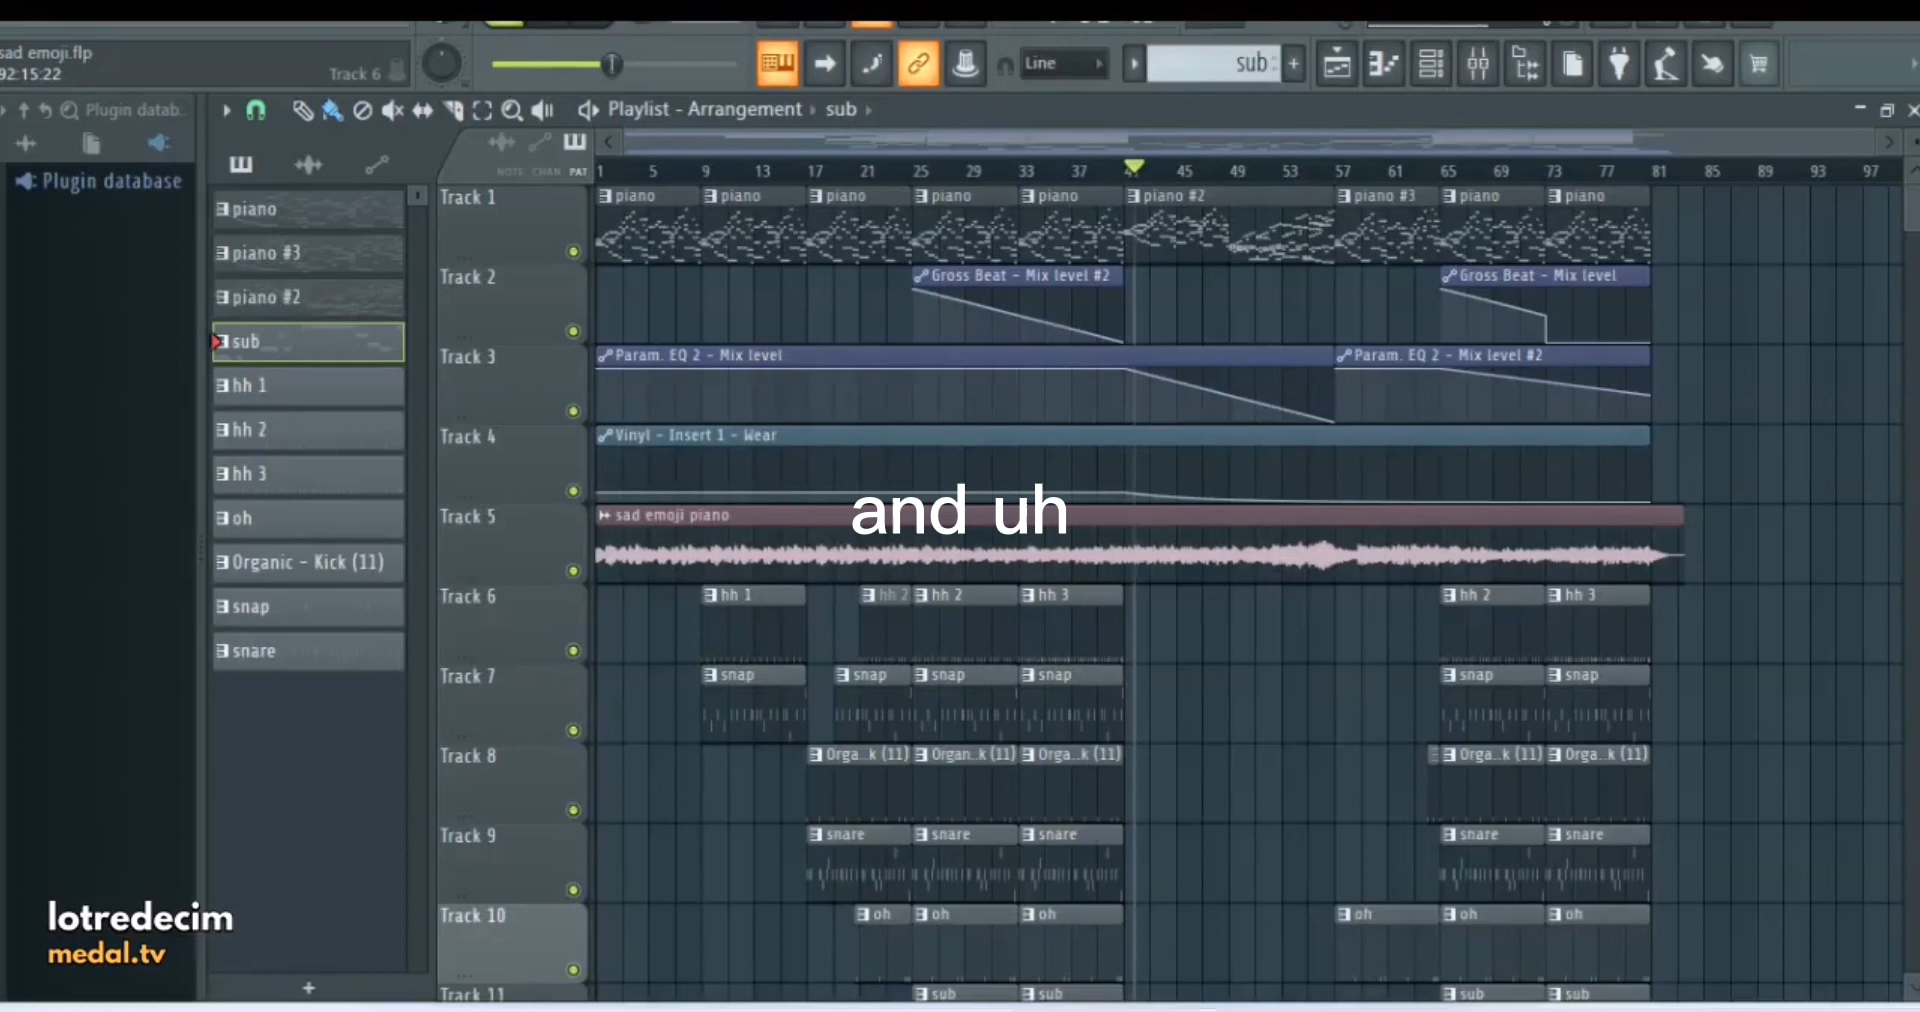 sad emoji.flp
92:15:22
Track 6
Line
sub
Plugin datab.
Playlist - Arrangement › sub
Plugin database
NOTE CHAN PAT
1 5 9 13 17 21 25 29 33 37 41 45 49 53 57 61 65 69 73 77 81 85 89 93 97
piano
piano #3
piano #2
sub
hh 1
hh 2
hh 3
oh
Organic - Kick (11)
snap
snare
Track 1
piano piano piano piano piano piano #2 piano #3 piano piano
Track 2
Gross Beat - Mix level #2 Gross Beat - Mix level
Track 3
Param. EQ 2 - Mix level Param. EQ 2 - Mix level #2
Track 4
Vinyl - Insert 1 - Wear
and uh
Track 5
sad emoji piano
Track 6
hh 1 hh 2 hh 2 hh 3 hh 2 hh 3
Track 7
snap snap snap snap snap snap
Track 8
Orga..k (11) Organ..k (11) Orga..k (11) Orga..k (11) Orga..k (11)
Track 9
snare snare snare snare snare
Track 10
oh oh oh oh oh oh
Track 11
sub sub sub sub
lotredecim
medal.tv